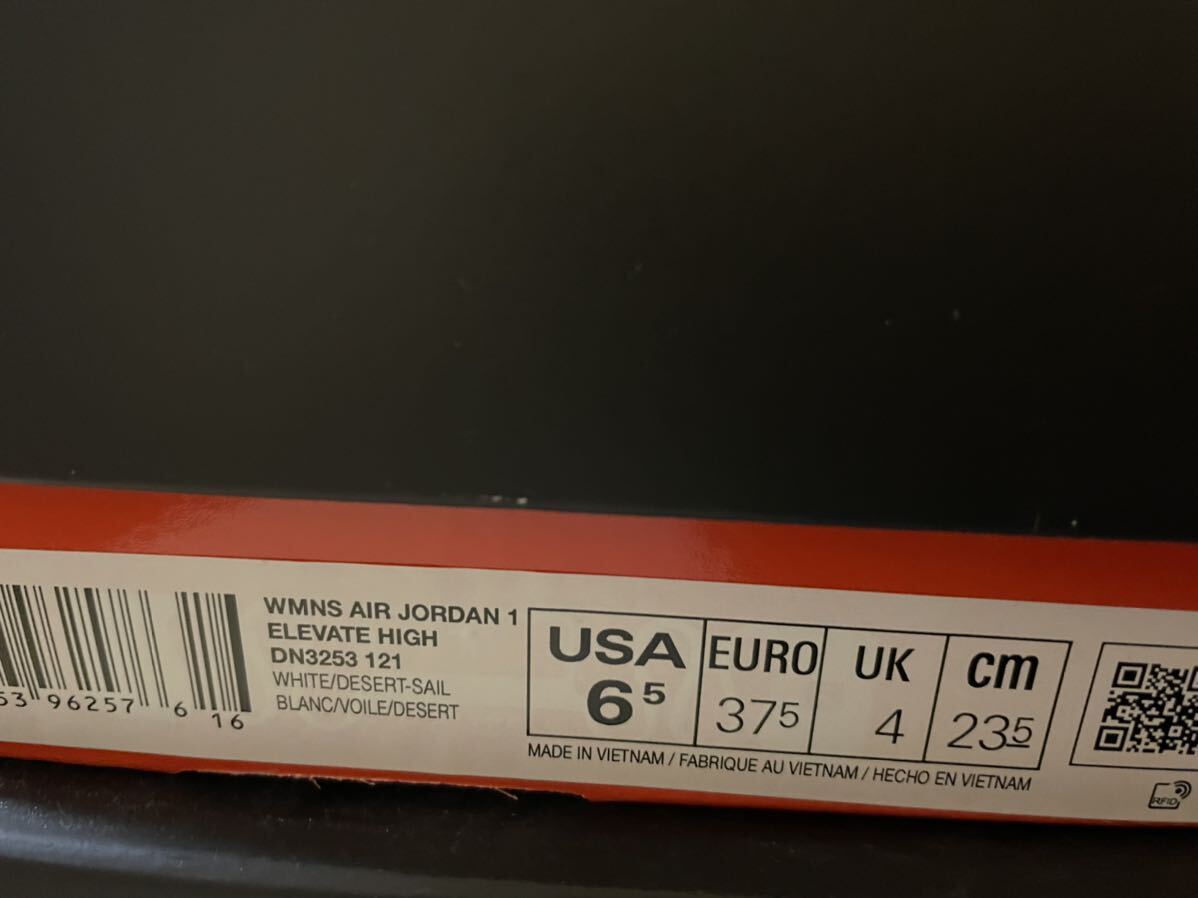 WMNS AIR JORDAN 1
ELEVATE HIGH
DN3253 121
WHITE/DESERT-SAIL
BLANC/VOILE/DESERT
53 96257 6 16
USA
6 5
EURO
37 5
UK
4
cm
23 5
MADE IN VIETNAM / FABRIQUE AU VIETNAM / HECHO EN VIETNAM
RFID